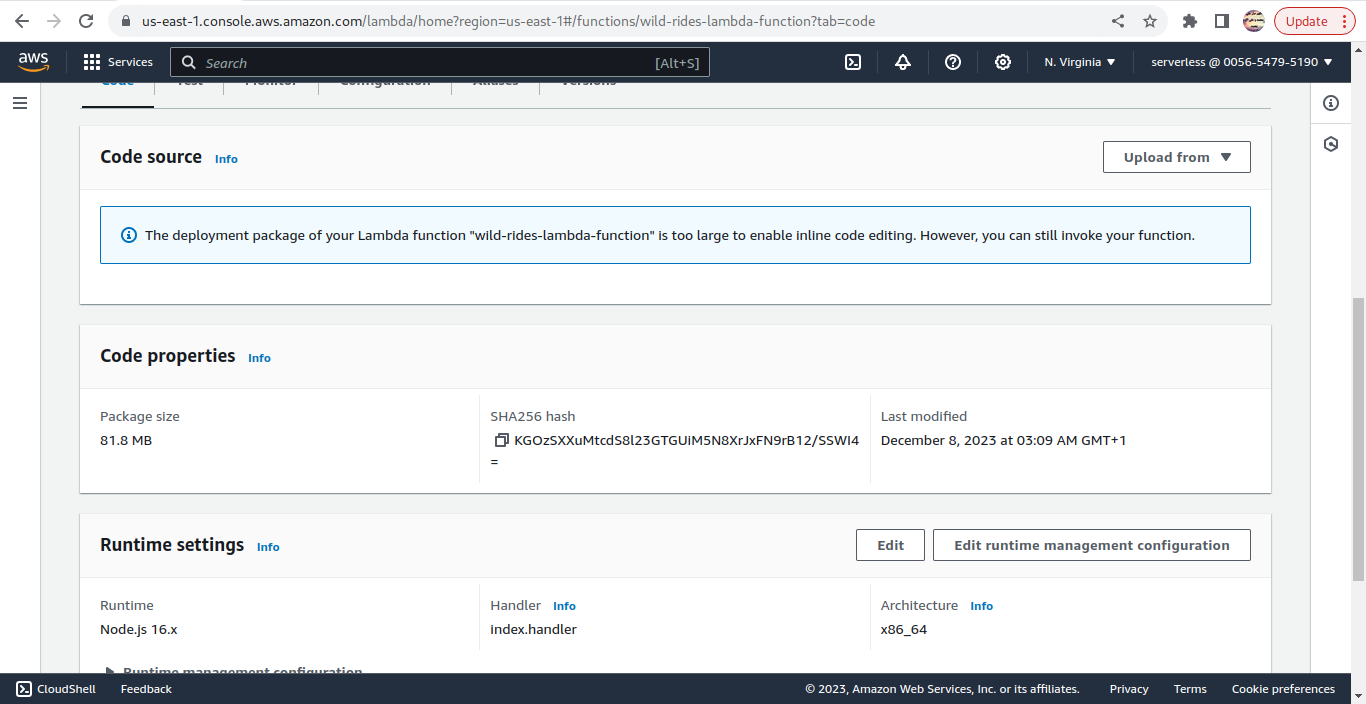 us-east-1.console.aws.amazon.com/lambda/home?region=us-east-1#/functions/wild-rides-lambda-function?tab=code
Update
aws
Services
Search
[Alt+S]
N. Virginia
serverless @ 0056-5479-5190
Code
Test
Monitor
Configuration
Aliases
Versions
Code source Info
Upload from
The deployment package of your Lambda function "wild-rides-lambda-function" is too large to enable inline code editing. However, you can still invoke your function.
Code properties Info
Package size
81.8 MB
SHA256 hash
KGOzSXXuMtcdS8l23GTGUiM5N8XrJxFN9rB12/SSWI4
=
Last modified
December 8, 2023 at 03:09 AM GMT+1
Runtime settings Info
Edit
Edit runtime management configuration
Runtime
Node.js 16.x
Handler Info
index.handler
Architecture Info
x86_64
Runtime management configuration
CloudShell
Feedback
© 2023, Amazon Web Services, Inc. or its affiliates.
Privacy
Terms
Cookie preferences